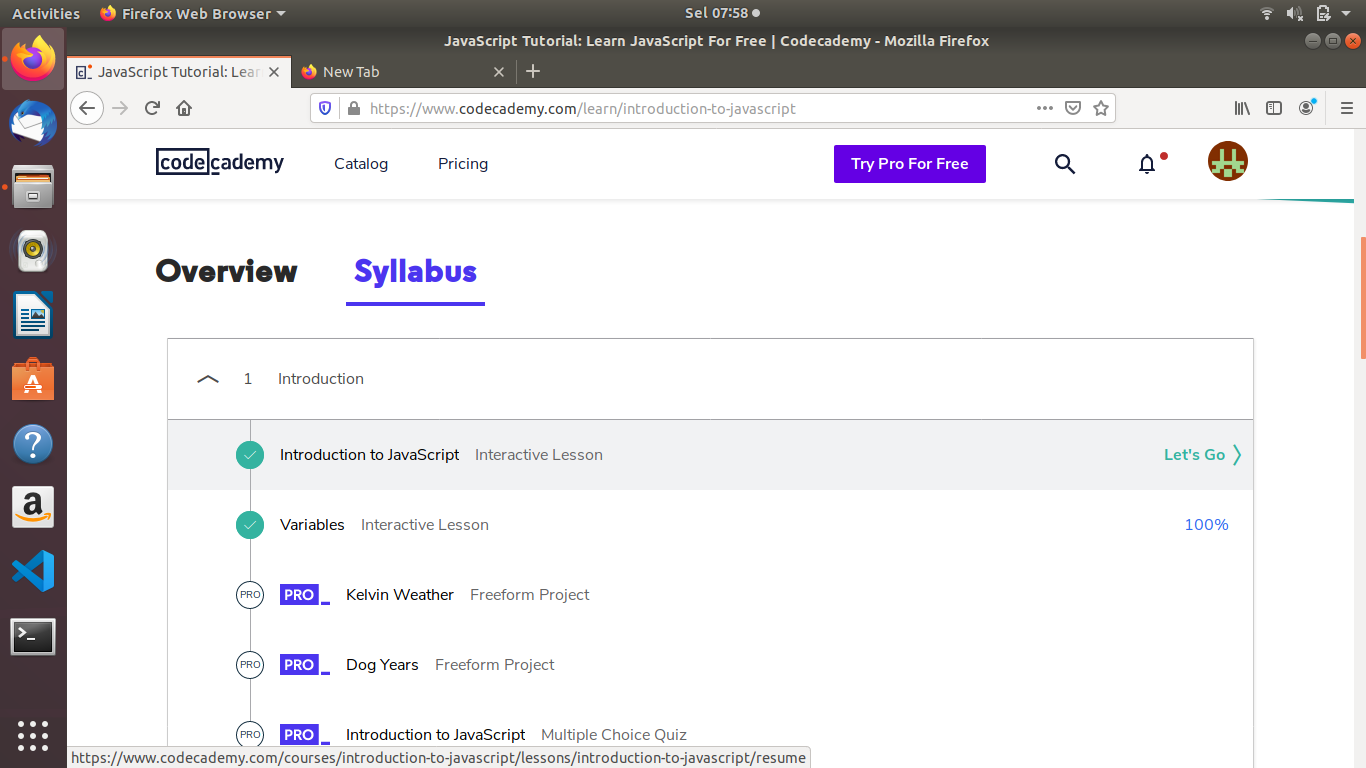 Activities Firefox Web Browser Sel 07:58
JavaScript Tutorial: Learn JavaScript For Free | Codecademy - Mozilla Firefox
JavaScript Tutorial: Lear New Tab
https://www.codecademy.com/learn/introduction-to-javascript
codecademy Catalog Pricing Try Pro For Free
Overview Syllabus
1 Introduction
Introduction to JavaScript Interactive Lesson Let's Go
Variables Interactive Lesson 100%
PRO PRO_ Kelvin Weather Freeform Project
PRO PRO_ Dog Years Freeform Project
PRO PRO_ Introduction to JavaScript Multiple Choice Quiz
https://www.codecademy.com/courses/introduction-to-javascript/lessons/introduction-to-javascript/resume